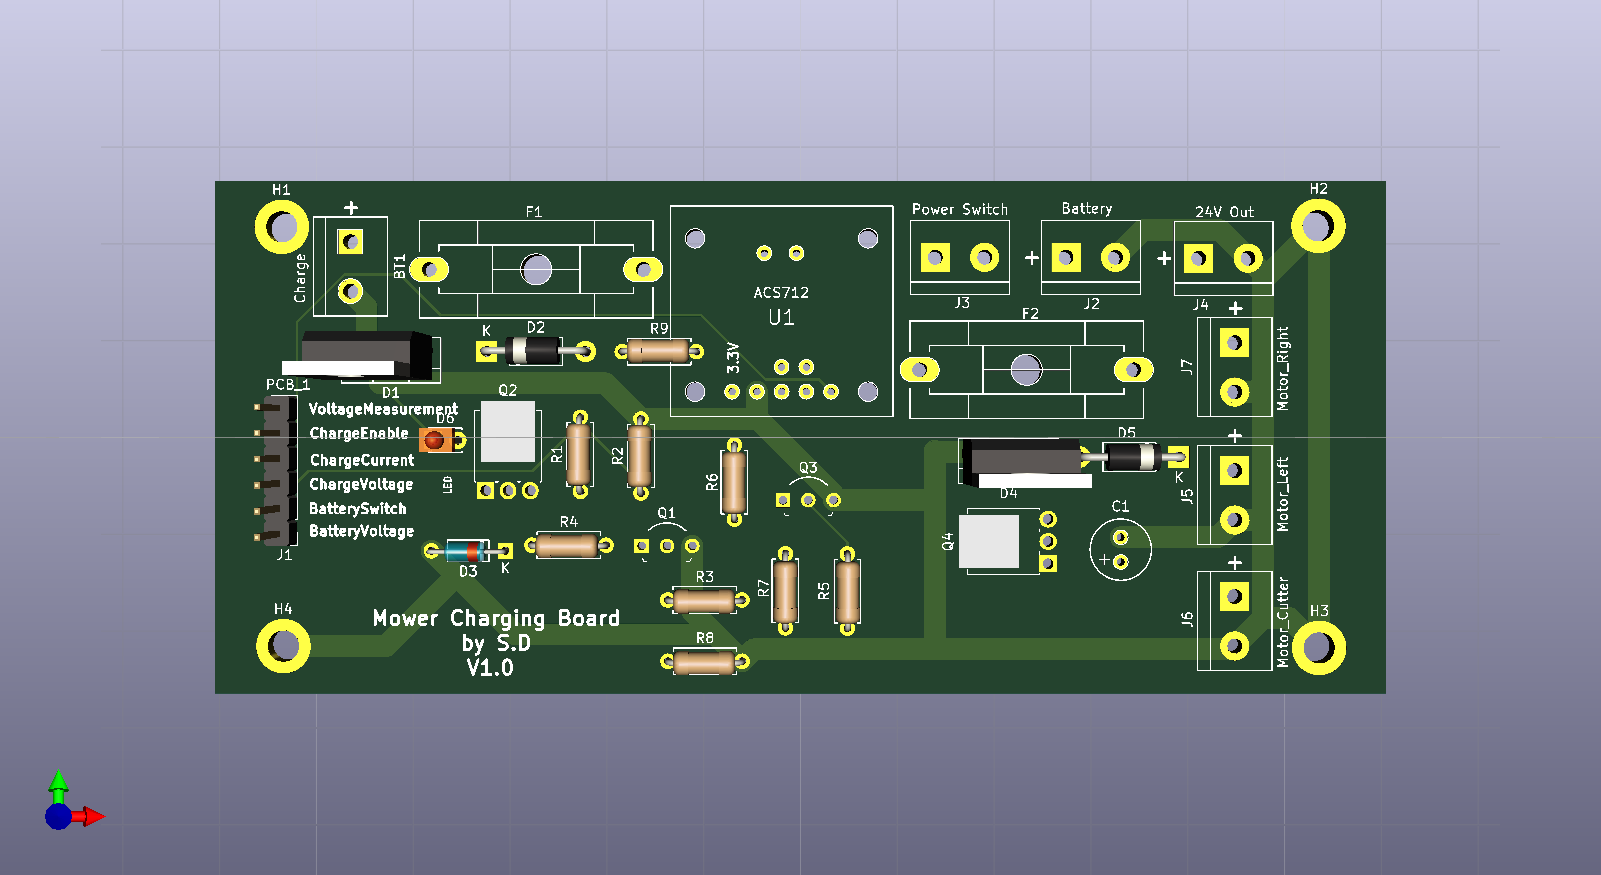 H1
H2
+
F1
Power Switch
Battery
24V Out
Charge
BT1
+
+
ACS712
U1
J3
J2
J4
+
F2
K
D2
R9
3.3V
J7
Motor_Right
PCB_1
D1
Q2
VoltageMeasurement
D6
ChargeEnable
ChargeCurrent
ChargeVoltage
BatterySwitch
BatteryVoltage
J1
LED
R1
R2
R6
Q3
D5
K
D4
+
J5
Motor_Left
C1
+
Q4
Q1
R4
D3
K
R3
R7
R5
+
J6
Motor_Cutter
H4
H3
Mower Charging Board
by S.D
V1.0
R8